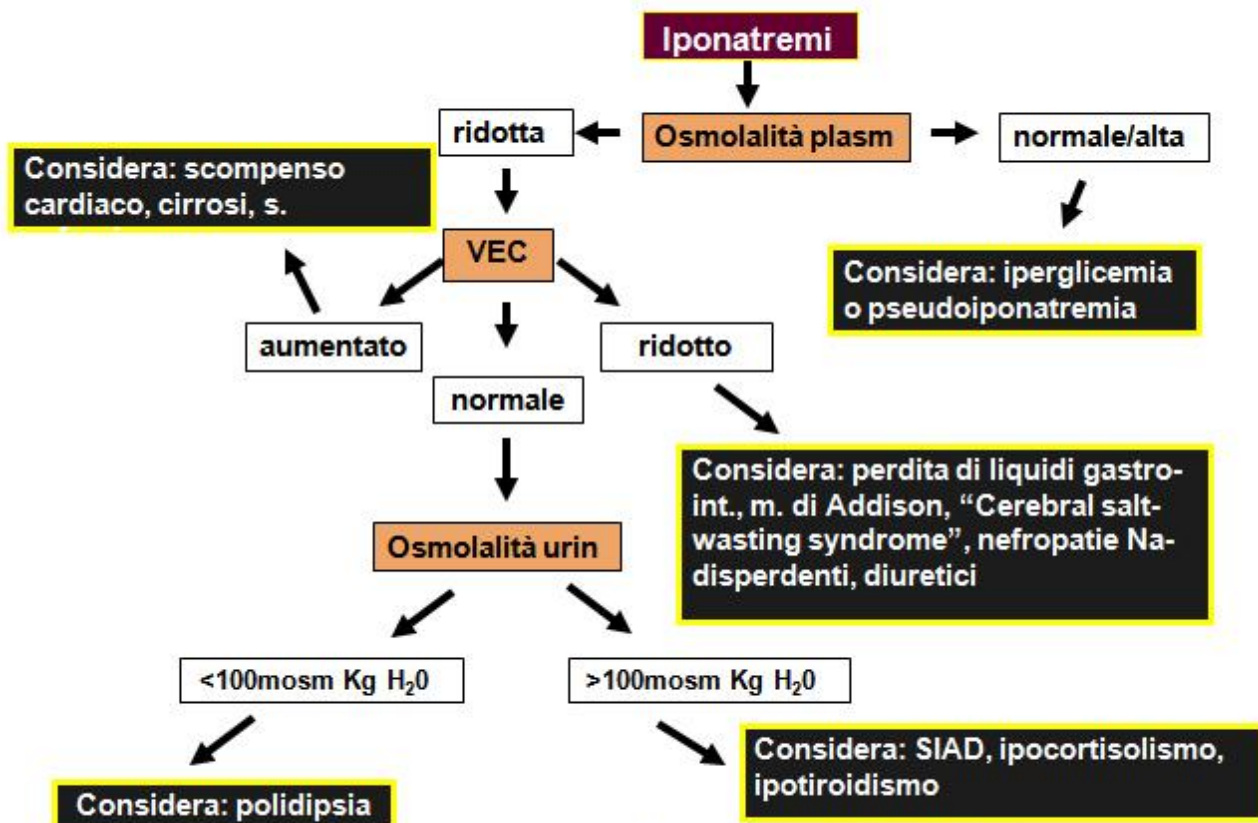 Iponatremi
ridotta
Osmolalità plasm
normale/alta
Considera: scompenso
cardiaco, cirrosi, s.
VEC
Considera: iperglicemia
o pseudoiponatremia
aumentato
ridotto
normale
Considera: perdita di liquidi gastro-
int., m. di Addison, “Cerebral salt-
wasting syndrome”, nefropatie Na-
disperdenti, diuretici
Osmolalità urin
<100mosm Kg H₂0
>100mosm Kg H₂0
Considera: SIAD, ipocortisolismo,
ipotiroidismo
Considera: polidipsia